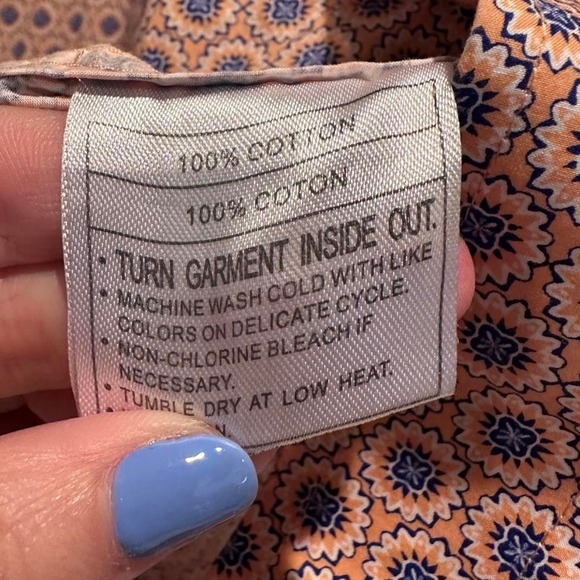 100% COTTON
100% COTON
• TURN GARMENT INSIDE OUT.
• MACHINE WASH COLD WITH LIKE
COLORS ON DELICATE CYCLE.
• NON-CHLORINE BLEACH IF
NECESSARY.
• TUMBLE DRY AT LOW HEAT.